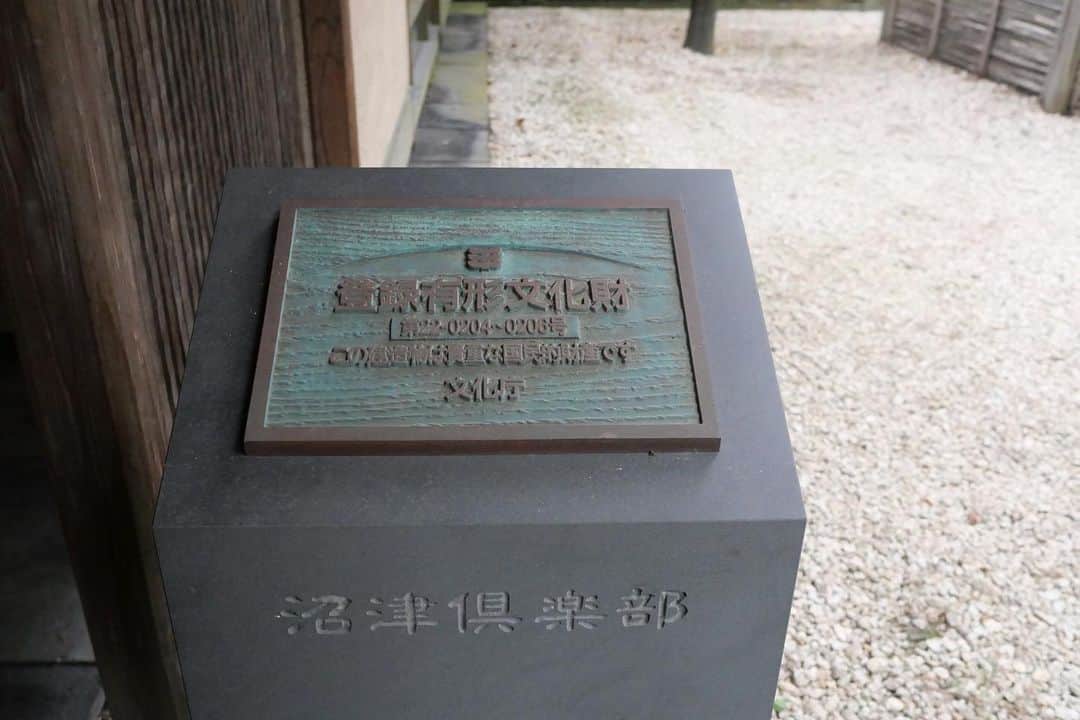 登録有形文化財
第22-0204~0206号
この建造物は貴重な国民的財産です
文化庁
沼津倶楽部